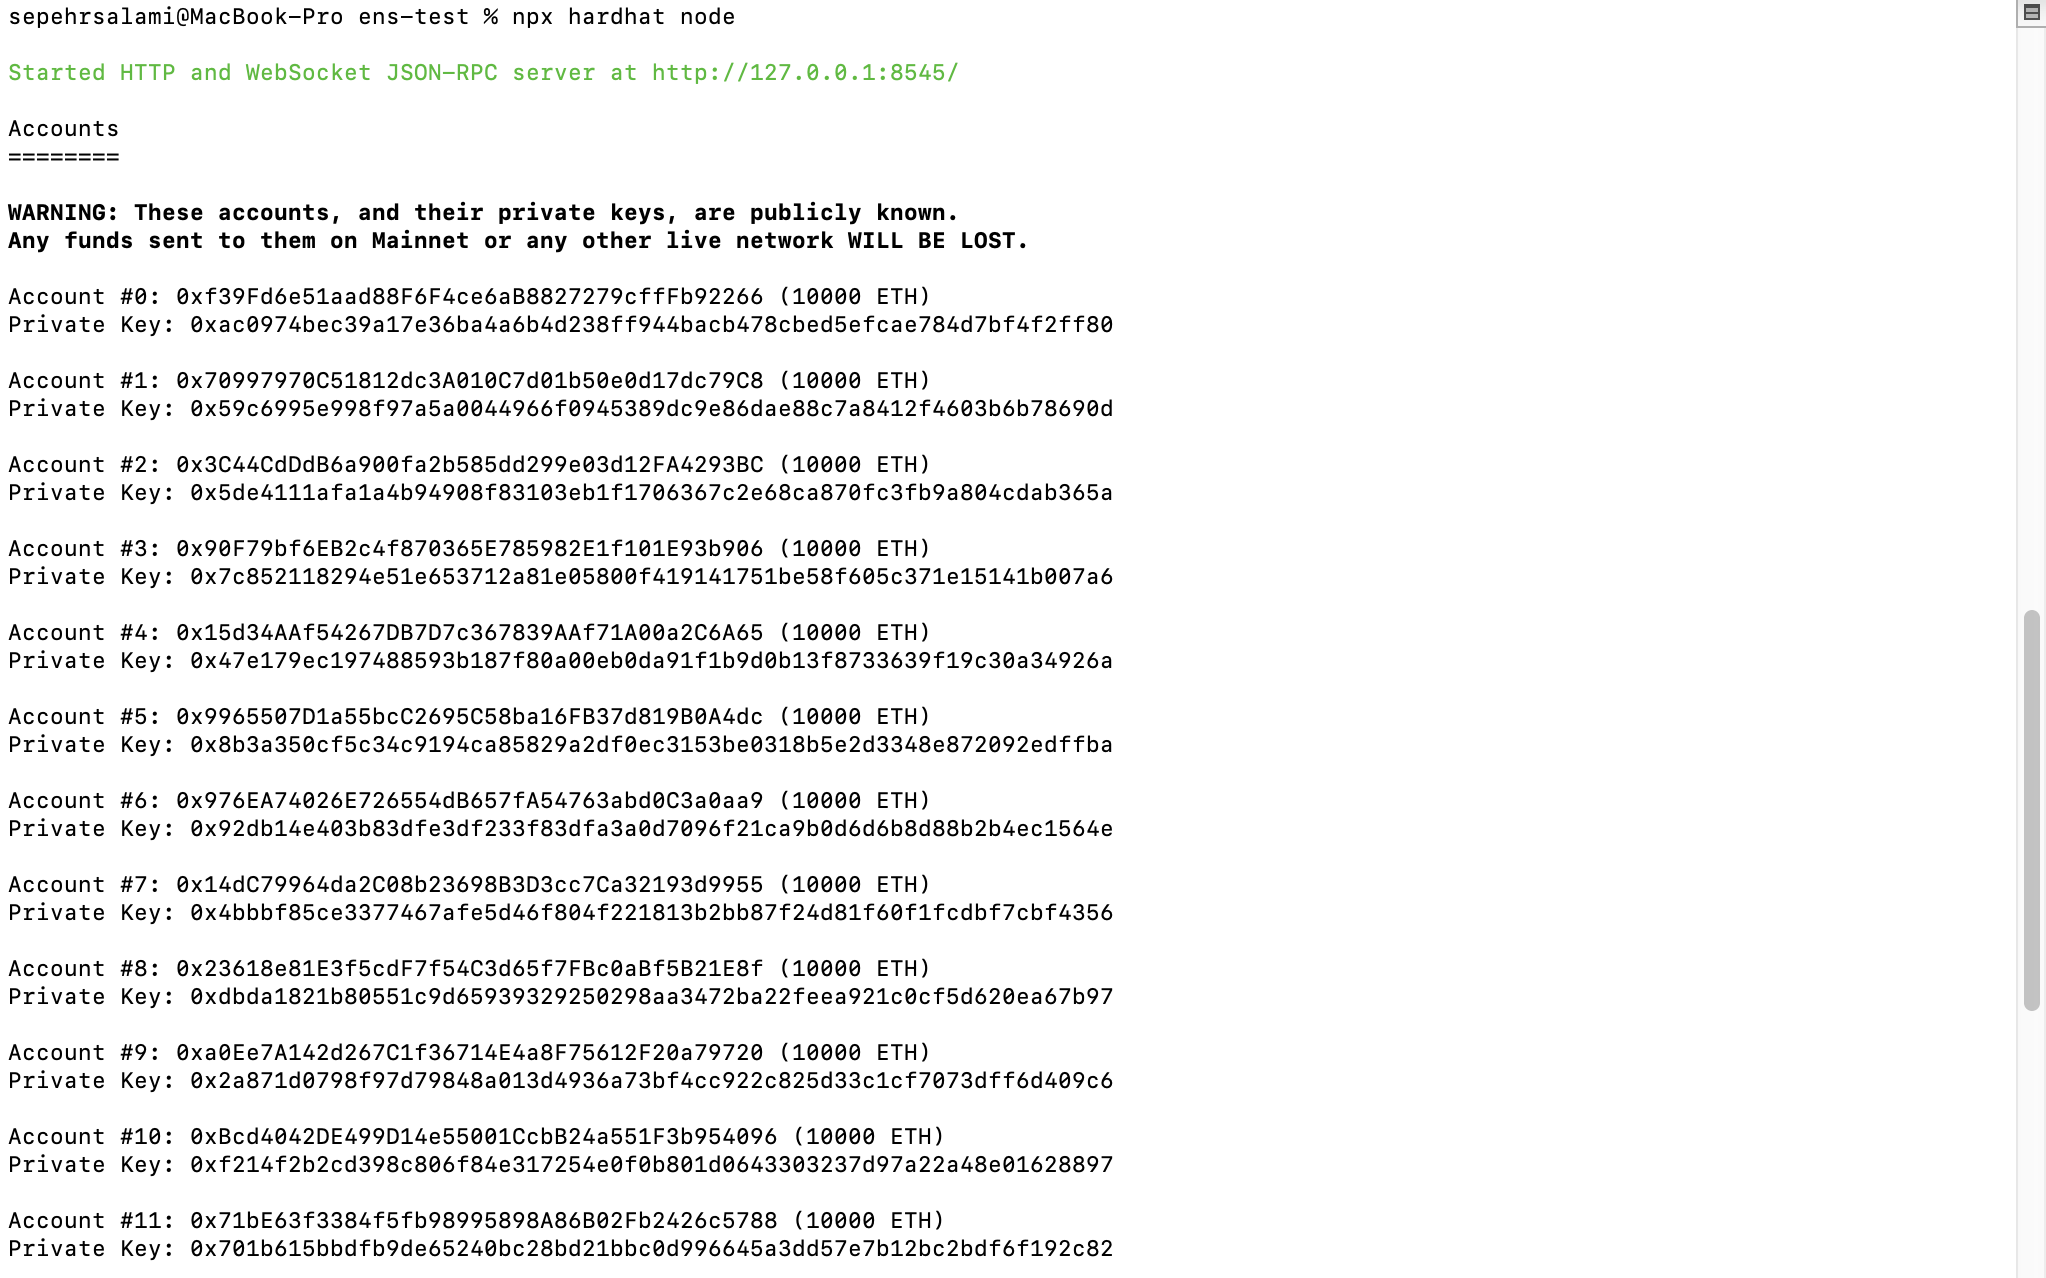 sepehrsalami@MacBook-Pro ens-test % npx hardhat node
Started HTTP and WebSocket JSON-RPC server at http://127.0.0.1:8545/
Accounts
========
WARNING: These accounts, and their private keys, are publicly known.
Any funds sent to them on Mainnet or any other live network WILL BE LOST.
Account #0: 0xf39Fd6e51aad88F6F4ce6aB8827279cffFb92266 (10000 ETH)
Private Key: 0xac0974bec39a17e36ba4a6b4d238ff944bacb478cbed5efcae784d7bf4f2ff80
Account #1: 0x70997970C51812dc3A010C7d01b50e0d17dc79C8 (10000 ETH)
Private Key: 0x59c6995e998f97a5a0044966f0945389dc9e86dae88c7a8412f4603b6b78690d
Account #2: 0x3C44CdDdB6a900fa2b585dd299e03d12FA4293BC (10000 ETH)
Private Key: 0x5de4111afa1a4b94908f83103eb1f1706367c2e68ca870fc3fb9a804cdab365a
Account #3: 0x90F79bf6EB2c4f870365E785982E1f101E93b906 (10000 ETH)
Private Key: 0x7c852118294e51e653712a81e05800f419141751be58f605c371e15141b007a6
Account #4: 0x15d34AAf54267DB7D7c367839AAf71A00a2C6A65 (10000 ETH)
Private Key: 0x47e179ec197488593b187f80a00eb0da91f1b9d0b13f8733639f19c30a34926a
Account #5: 0x9965507D1a55bcC2695C58ba16FB37d819B0A4dc (10000 ETH)
Private Key: 0x8b3a350cf5c34c9194ca85829a2df0ec3153be0318b5e2d3348e872092edffba
Account #6: 0x976EA74026E726554dB657fA54763abd0C3a0aa9 (10000 ETH)
Private Key: 0x92db14e403b83dfe3df233f83dfa3a0d7096f21ca9b0d6d6b8d88b2b4ec1564e
Account #7: 0x14dC79964da2C08b23698B3D3cc7Ca32193d9955 (10000 ETH)
Private Key: 0x4bbbf85ce3377467afe5d46f804f221813b2bb87f24d81f60f1fcdbf7cbf4356
Account #8: 0x23618e81E3f5cdF7f54C3d65f7FBc0aBf5B21E8f (10000 ETH)
Private Key: 0xdbda1821b80551c9d65939329250298aa3472ba22feea921c0cf5d620ea67b97
Account #9: 0xa0Ee7A142d267C1f36714E4a8F75612F20a79720 (10000 ETH)
Private Key: 0x2a871d0798f97d79848a013d4936a73bf4cc922c825d33c1cf7073dff6d409c6
Account #10: 0xBcd4042DE499D14e55001CcbB24a551F3b954096 (10000 ETH)
Private Key: 0xf214f2b2cd398c806f84e317254e0f0b801d0643303237d97a22a48e01628897
Account #11: 0x71bE63f3384f5fb98995898A86B02Fb2426c5788 (10000 ETH)
Private Key: 0x701b615bbdfb9de65240bc28bd21bbc0d996645a3dd57e7b12bc2bdf6f192c82